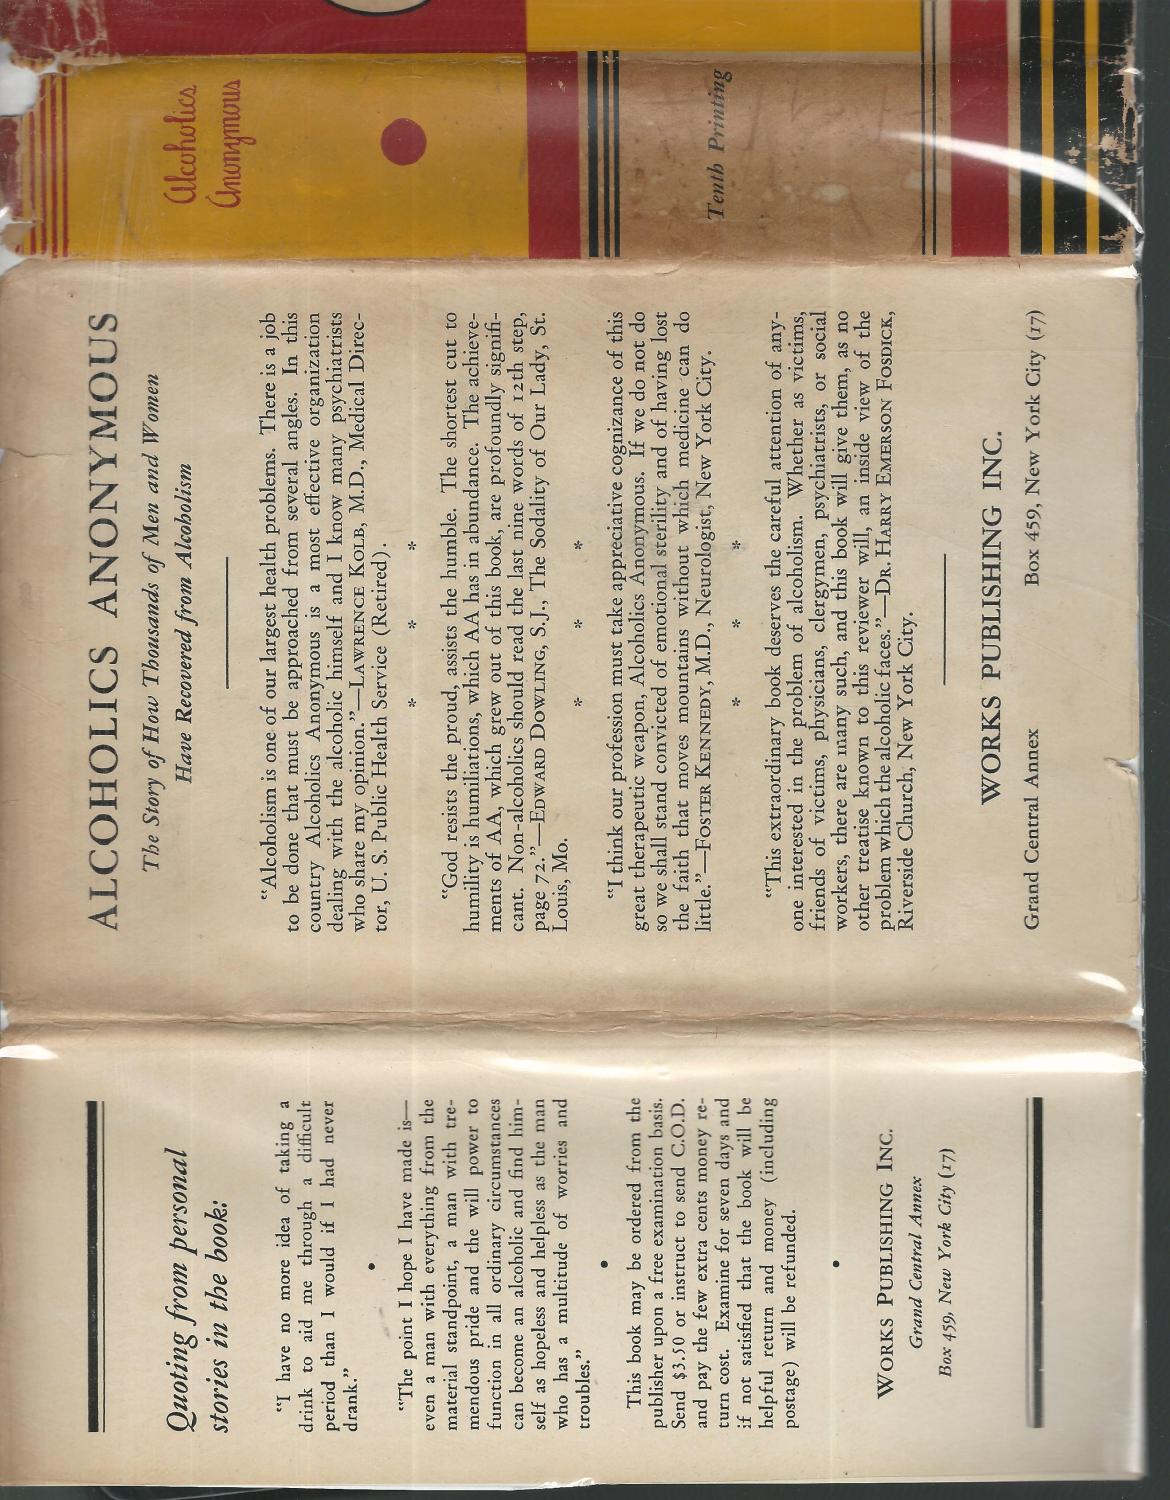 Alcoholics
Anonymous
Tenth Printing
ALCOHOLICS ANONYMOUS
The Story of How Thousands of Men and Women
Have Recovered from Alcoholism
“Alcoholism is one of our largest health problems. There is a job
to be done that must be approached from several angles. In this
country Alcoholics Anonymous is a most effective organization
dealing with the alcoholic himself and I know many psychiatrists
who share my opinion.”—LAWRENCE KOLB, M.D., Medical Direc-
tor, U. S. Public Health Service (Retired).
* * *
“God resists the proud, assists the humble. The shortest cut to
humility is humiliations, which AA has in abundance. The achieve-
ments of AA, which grew out of this book, are profoundly signifi-
cant. Non-alcoholics should read the last nine words of 12th step,
page 72.”—EDWARD DOWLING, S.J., The Sodality of Our Lady, St.
Louis, Mo.
* * *
“I think our profession must take appreciative cognizance of this
great therapeutic weapon, Alcoholics Anonymous. If we do not do
so we shall stand convicted of emotional sterility and of having lost
the faith that moves mountains without which medicine can do
little.”—FOSTER KENNEDY, M.D., Neurologist, New York City.
* * *
“This extraordinary book deserves the careful attention of any-
one interested in the problem of alcoholism. Whether as victims,
friends of victims, physicians, clergymen, psychiatrists, or social
workers, there are many such, and this book will give them, as no
other treatise known to this reviewer will, an inside view of the
problem which the alcoholic faces.”—DR. HARRY EMERSON FOSDICK,
Riverside Church, New York City.
WORKS PUBLISHING INC.
Grand Central Annex Box 459, New York City (17)
Quoting from personal
stories in the book:
“I have no more idea of taking a
drink to aid me through a difficult
period than I would if I had never
drank.”
•
“The point I hope I have made is—
even a man with everything from the
material standpoint, a man with tre-
mendous pride and the will power to
function in all ordinary circumstances
can become an alcoholic and find him-
self as hopeless and helpless as the man
who has a multitude of worries and
troubles.”
•
This book may be ordered from the
publisher upon a free examination basis.
Send $3.50 or instruct to send C.O.D.
and pay the few extra cents money re-
turn cost. Examine for seven days and
if not satisfied that the book will be
helpful return and money (including
postage) will be refunded.
•
WORKS PUBLISHING INC.
Grand Central Annex
Box 459, New York City (17)